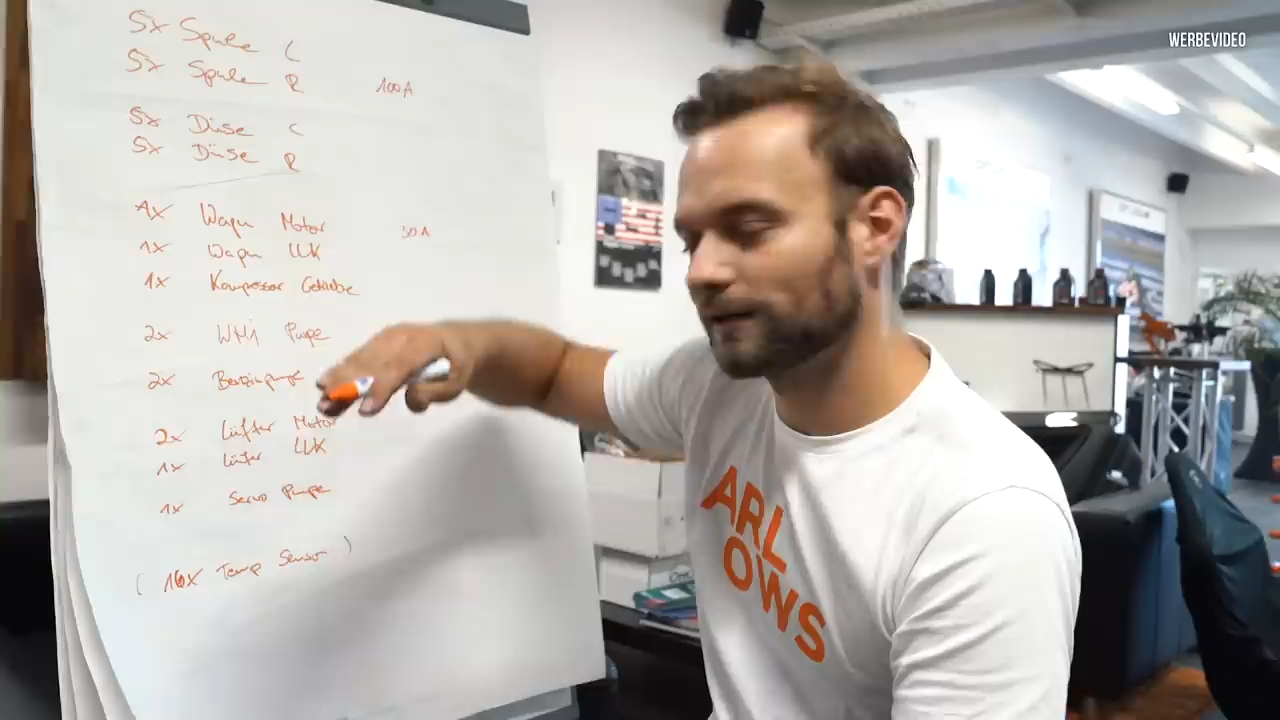 WERBEVIDEO
5x Spule L
5x Spule R 100A
5x Düse L
5x Düse R
1x Wapu Motor 30A
1x Wapu LLK
1x Kompressor Getriebe
2x WMI Pumpe
2x Benzinpumpe
2x Lüfter Motor
1x Lüfter LLK
1x Servo Pumpe
( 16x Temp Sensor )
ARL
OWS